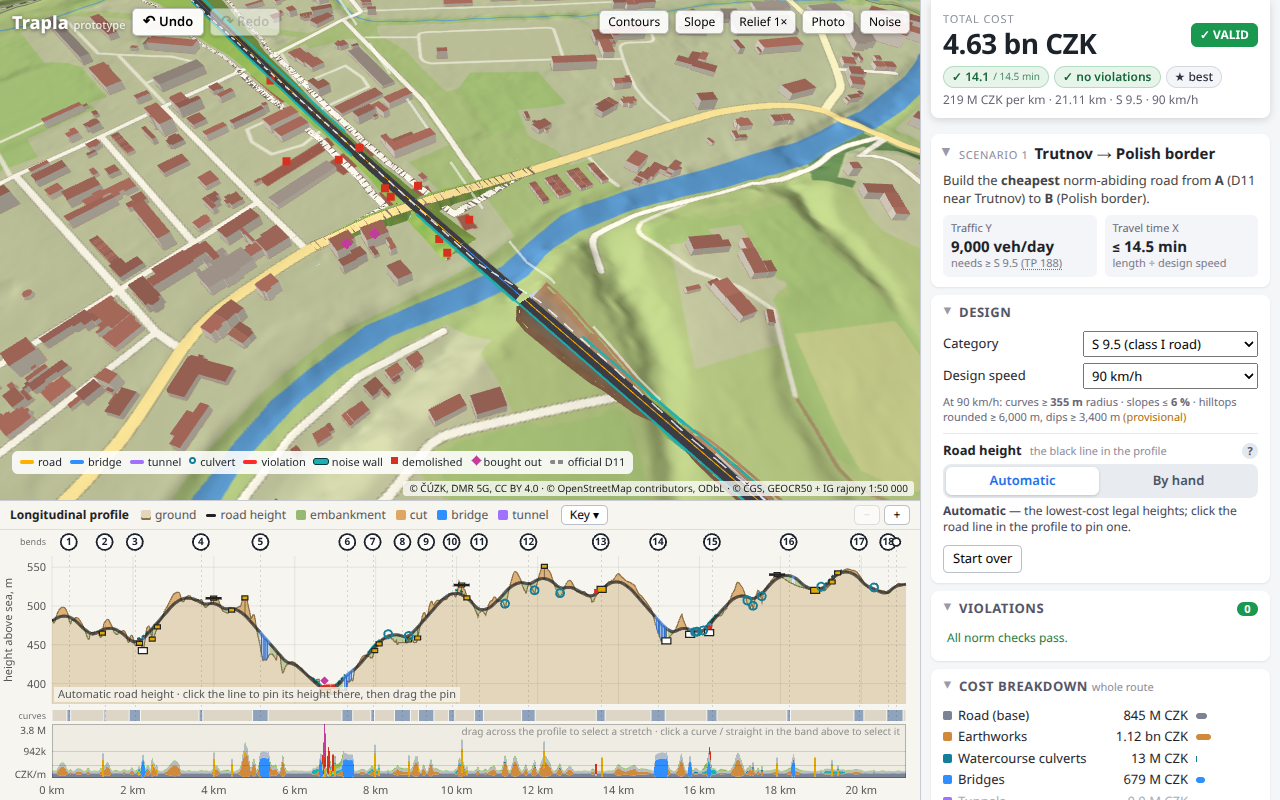 Trapla prototype
↶ Undo
↷ Redo
Contours
Slope
Relief 1×
Photo
Noise
road
bridge
tunnel
culvert
violation
noise wall
demolished
bought out
official D11
© ČÚZK, DMR 5G, CC BY 4.0 · © OpenStreetMap contributors, ODbL · © ČGS, GEOCR50 + IG rajony 1:50 000
Longitudinal profile
ground
road height
embankment
cut
bridge
tunnel
Key ▾
−
+
bends
1 2 3 4 5 6 7 8 9 10 11 12 13 14 15 16 17 18
height above sea, m
550
500
450
400
Automatic road height · click the line to pin its height there, then drag the pin
curves
drag across the profile to select a stretch · click a curve / straight in the band above to select it
3.8 M
942k
CZK/m
0 km 2 km 4 km 6 km 8 km 10 km 12 km 14 km 16 km 18 km 20 km
TOTAL COST
4.63 bn CZK
✓ VALID
✓ 14.1 / 14.5 min
✓ no violations
★ best
219 M CZK per km · 21.11 km · S 9.5 · 90 km/h
SCENARIO 1 Trutnov → Polish border
Build the cheapest norm-abiding road from A (D11
near Trutnov) to B (Polish border).
Traffic Y
9,000 veh/day
needs ≥ S 9.5 (TP 188)
Travel time X
≤ 14.5 min
length ÷ design speed
DESIGN
Category
S 9.5 (class I road)
Design speed
90 km/h
At 90 km/h: curves ≥ 355 m radius · slopes ≤ 6 % · hilltops
rounded ≥ 6,000 m, dips ≥ 3,400 m (provisional)
Road height the black line in the profile
?
Automatic
By hand
Automatic — the lowest-cost legal heights; click the
road line in the profile to pin one.
Start over
VIOLATIONS
0
All norm checks pass.
COST BREAKDOWN whole route
Road (base) 845 M CZK
Earthworks 1.12 bn CZK
Watercourse culverts 13 M CZK
Bridges 679 M CZK